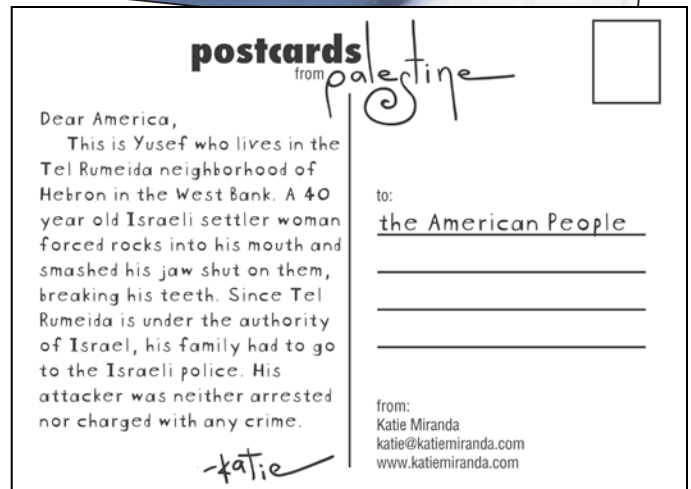 postcards
from palestine
Dear America,
This is Yusef who lives in the
Tel Rumeida neighborhood of
Hebron in the West Bank. A 40
year old Israeli settler woman
forced rocks into his mouth and
smashed his jaw shut on them,
breaking his teeth. Since Tel
Rumeida is under the authority
of Israel, his family had to go
to the Israeli police. His
attacker was neither arrested
nor charged with any crime.
-katie
to:
the American People
from:
Katie Miranda
katie@katiemiranda.com
www.katiemiranda.com